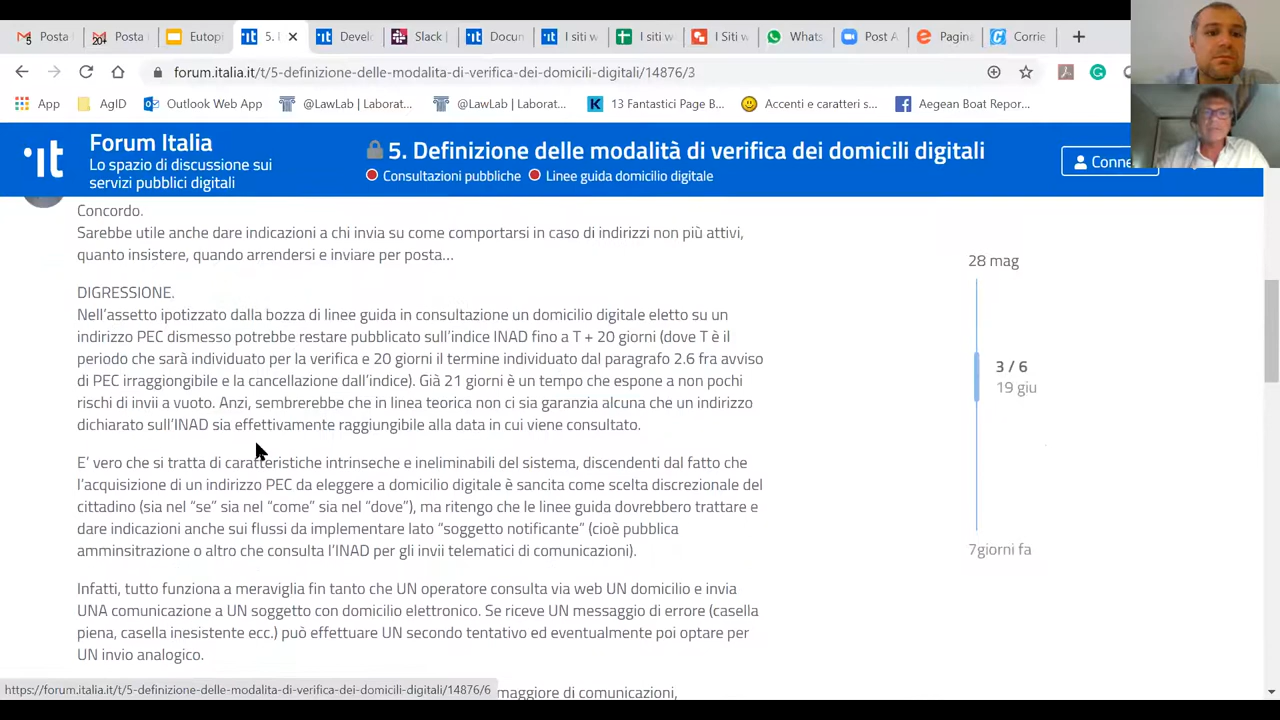 Posta
Posta
Eutopi
5. I
Develo
Slack |
Docun
I siti w
I siti w
I Siti w
Whats
Post A
Pagin
Corrie
forum.italia.it/t/5-definizione-delle-modalita-di-verifica-dei-domicili-digitali/14876/3
App
AgID
Outlook Web App
@LawLab | Laborat...
@LawLab | Laborat...
13 Fantastici Page B...
Accenti e caratteri s...
Aegean Boat Repor...
Forum Italia
Lo spazio di discussione sui
servizi pubblici digitali
5. Definizione delle modalità di verifica dei domicili digitali
Consultazioni pubbliche
Linee guida domicilio digitale
Conne
Concordo.
Sarebbe utile anche dare indicazioni a chi invia su come comportarsi in caso di indirizzi non più attivi,
quanto insistere, quando arrendersi e inviare per posta...
DIGRESSIONE.
Nell'assetto ipotizzato dalla bozza di linee guida in consultazione un domicilio digitale eletto su un
indirizzo PEC dismesso potrebbe restare pubblicato sull'indice INAD fino a T + 20 giorni (dove T è il
periodo che sarà individuato per la verifica e 20 giorni il termine individuato dal paragrafo 2.6 fra avviso
di PEC irraggiongibile e la cancellazione dall'indice). Già 21 giorni è un tempo che espone a non pochi
rischi di invii a vuoto. Anzi, sembrerebbe che in linea teorica non ci sia garanzia alcuna che un indirizzo
dichiarato sull'INAD sia effettivamente raggiungibile alla data in cui viene consultato.
E' vero che si tratta di caratteristiche intrinseche e ineliminabili del sistema, discendenti dal fatto che
l'acquisizione di un indirizzo PEC da eleggere a domicilio digitale è sancita come scelta discrezionale del
cittadino (sia nel "se" sia nel "come" sia nel "dove"), ma ritengo che le linee guida dovrebbero trattare e
dare indicazioni anche sui flussi da implementare lato "soggetto notificante" (cioè pubblica
amminsitrazione o altro che consulta l'INAD per gli invii telematici di comunicazioni).
Infatti, tutto funziona a meraviglia fin tanto che UN operatore consulta via web UN domicilio e invia
UNA comunicazione a UN soggetto con domicilio elettronico. Se riceve UN messaggio di errore (casella
piena, casella inesistente ecc.) può effettuare UN secondo tentativo ed eventualmente poi optare per
UN invio analogico.
maggiore di comunicazioni,
28 mag
3 / 6
19 giu
7giorni fa
https://forum.italia.it/t/5-definizione-delle-modalita-di-verifica-dei-domicili-digitali/14876/6